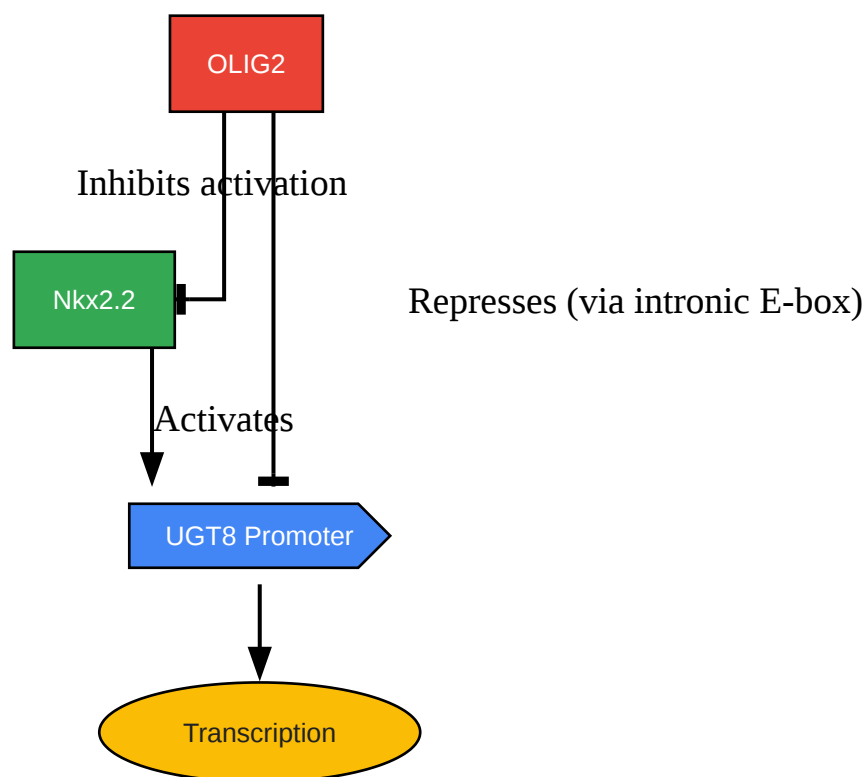 OLIG2
Inhibits activation
Nkx2.2
Represses (via intronic E-box)
Activates
UGT8 Promoter
Transcription